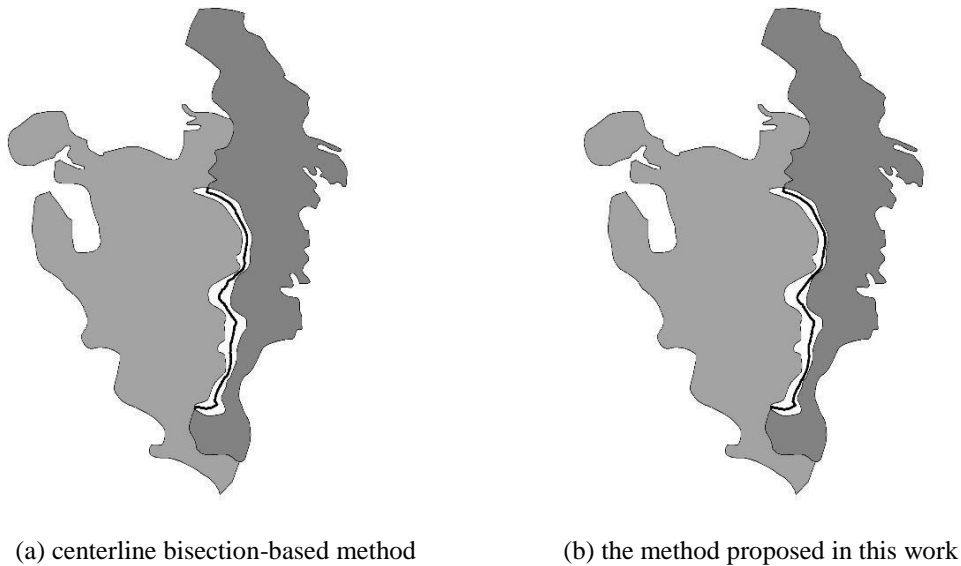 (a) centerline bisection-based method
(b) the method proposed in this work